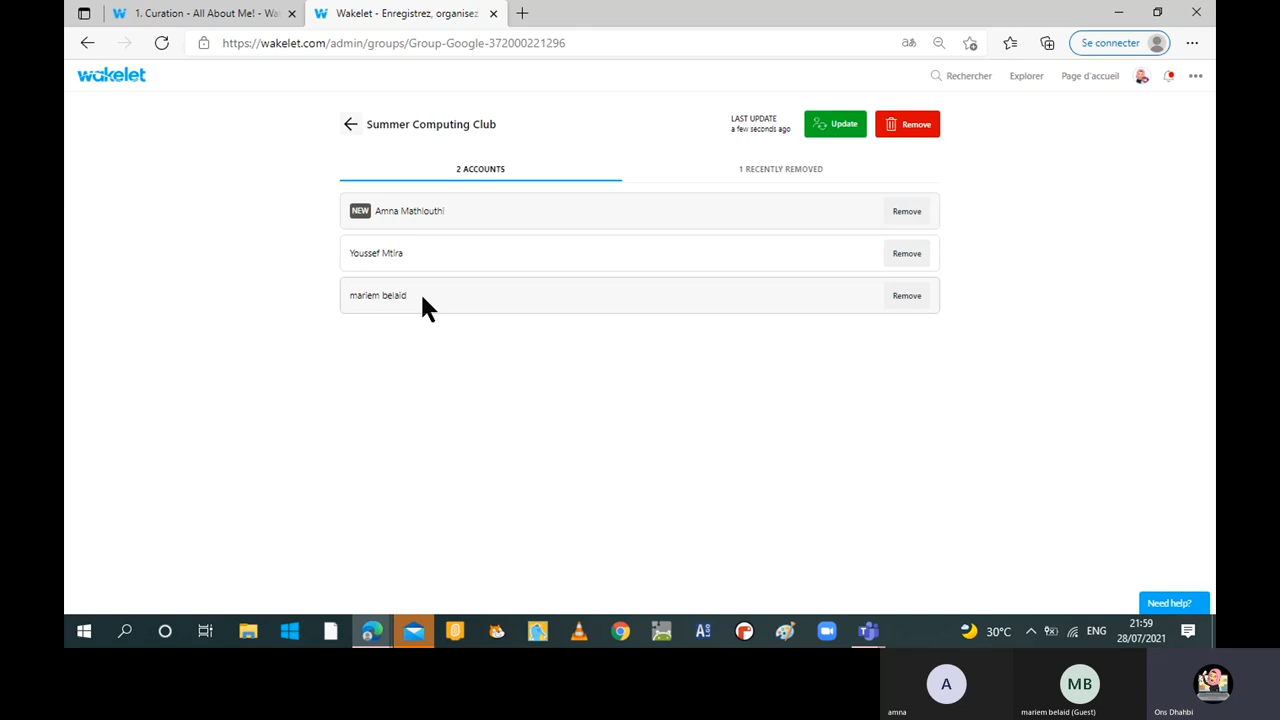 1. Curation - All About Me! - Wa
Wakelet - Enregistrez, organisez
https://wakelet.com/admin/groups/Group-Google-372000221296
Se connecter
wakelet
Rechercher
Explorer
Page d'accueil
Summer Computing Club
LAST UPDATE
a few seconds ago
Update
Remove
2 ACCOUNTS
1 RECENTLY REMOVED
NEW Amna Mathlouthi
Remove
Youssef Mtira
Remove
mariem belaid
Remove
Need help?
30°C
ENG
21:59
28/07/2021
A
amna
MB
mariem belaid (Guest)
Ons Dhahbi